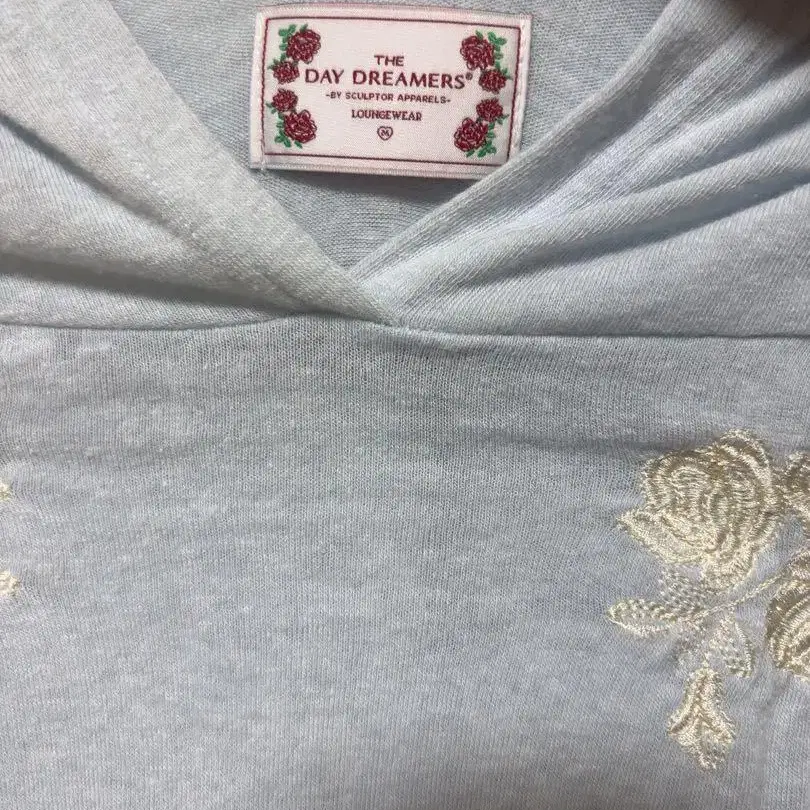 THE
DAY DREAMERS®
-BY SCULPTOR APPARELS-
LOUNGEWEAR
M